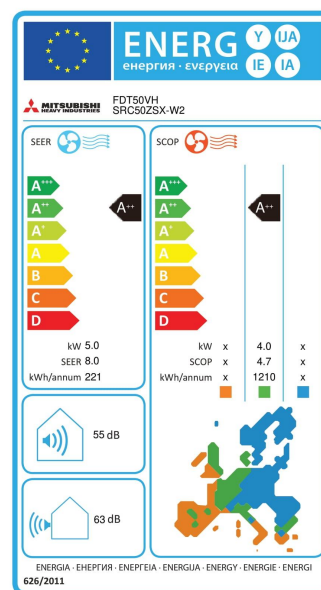 ENERG Y IJA
енергия · ενεργεια IE IA
MITSUBISHI
HEAVY INDUSTRIES
FDT50VH
SRC50ZSX-W2
SEER
A+++
A++
A+
A
B
C
D
A++
kW 5.0
SEER 8.0
kWh/annum 221
SCOP
A+++
A++
A+
A
B
C
D
A++
kW x 4.0 x
SCOP x 4.7 x
kWh/annum x 1210 x
55 dB
63 dB
ENERGIA · ЕНЕРГИЯ · ΕΝΕΡΓΕΙΑ · ENERGIJA · ENERGY · ENERGIE · ENERGI
626/2011